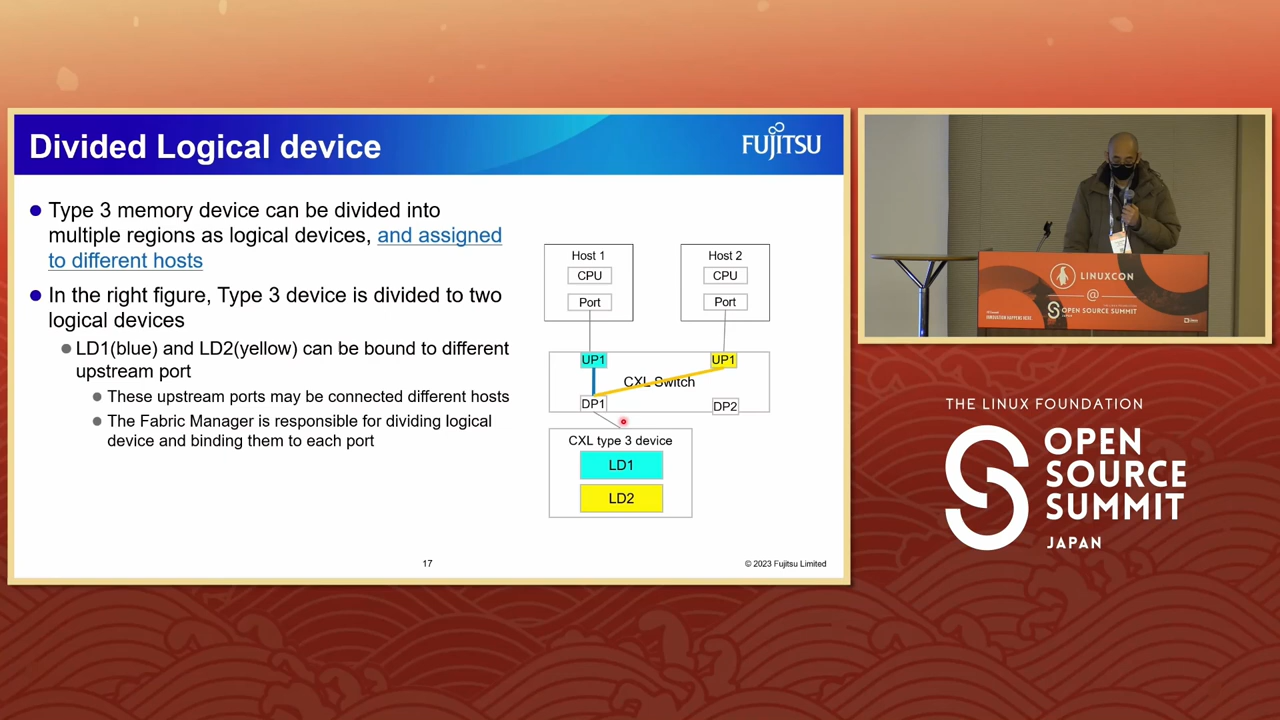 Divided Logical device
FUJITSU
Type 3 memory device can be divided into
multiple regions as logical devices, and assigned
to different hosts
In the right figure, Type 3 device is divided to two
logical devices
LD1(blue) and LD2(yellow) can be bound to different
upstream port
These upstream ports may be connected different hosts
The Fabric Manager is responsible for dividing logical
device and binding them to each port
Host 1
CPU
Port
Host 2
CPU
Port
UP1
UP1
CXL Switch
DP1
DP2
CXL type 3 device
LD1
LD2
17
© 2023 Fujitsu Limited
LINUXCON
@
OPEN SOURCE SUMMIT
THE LINUX FOUNDATION
OPEN
SOURCE
SUMMIT
JAPAN